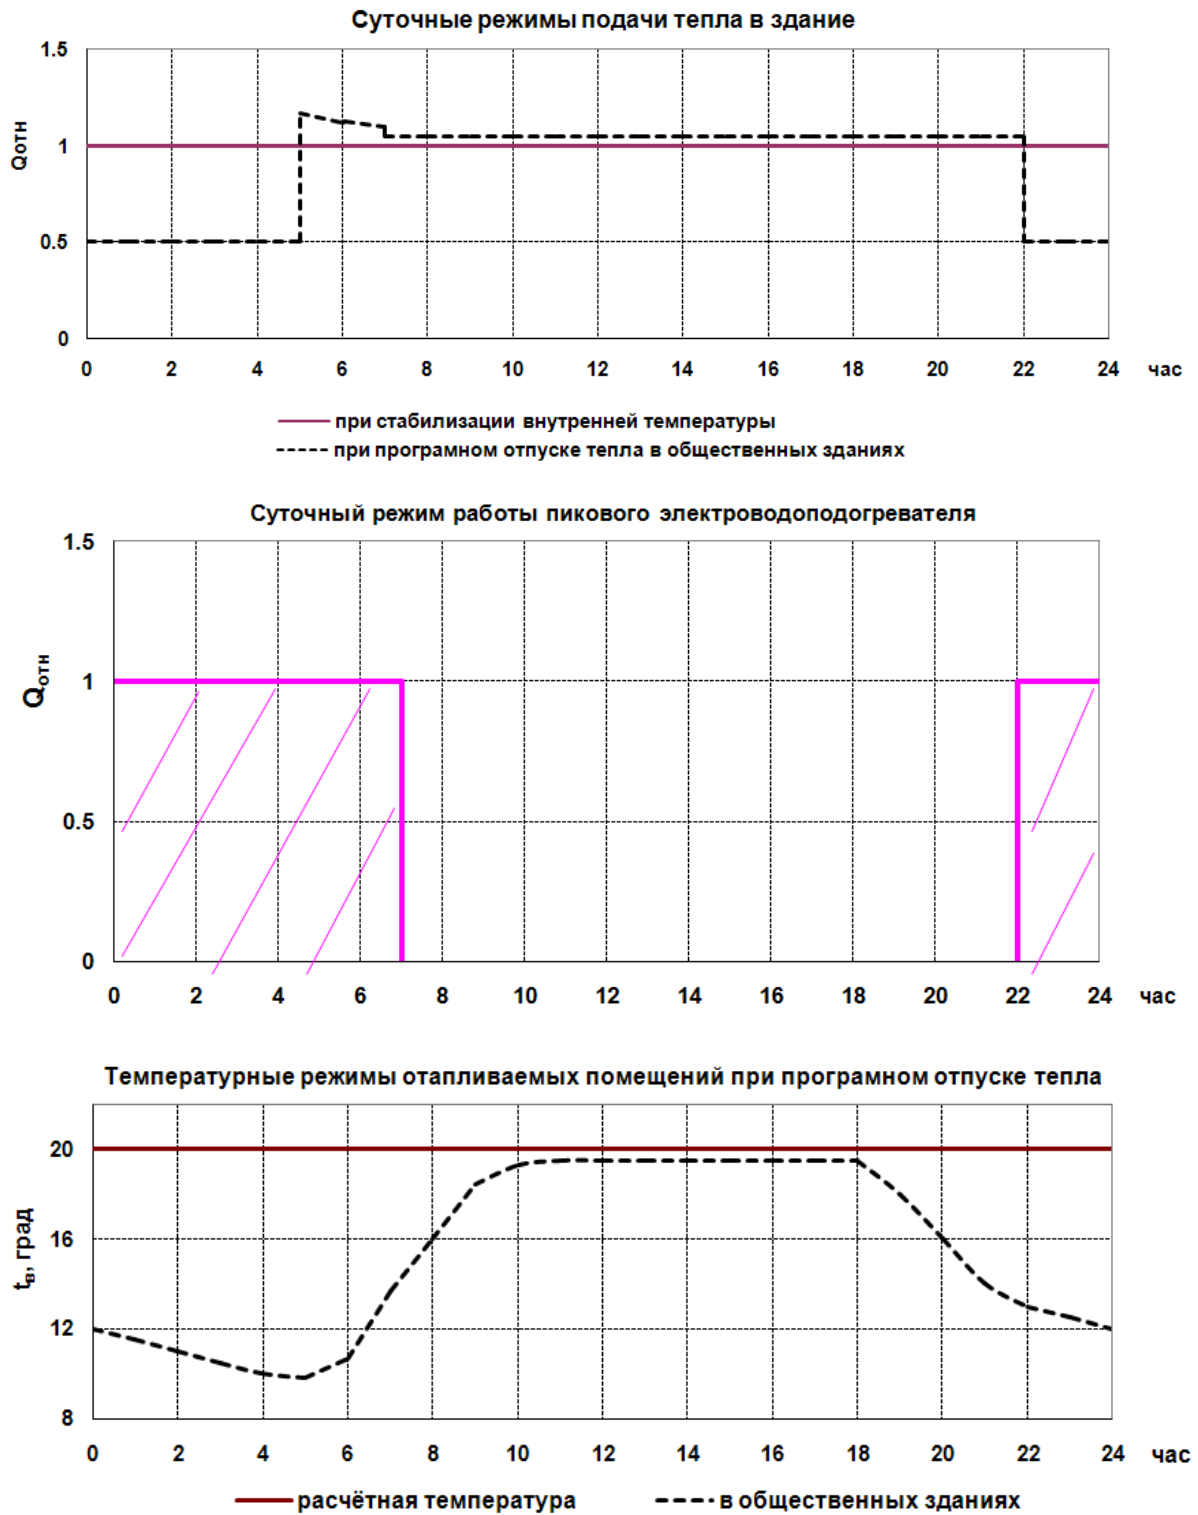 Суточные режимы подачи тепла в здание
1.5
Qотн
1
0.5
0
0 2 4 6 8 10 12 14 16 18 20 22 24 час
при стабилизации внутренней температуры
при програмном отпуске тепла в общественных зданиях
Суточный режим работы пикового электроводоподогревателя
1.5
Qотн
1
0.5
0
0 2 4 6 8 10 12 14 16 18 20 22 24 час
Температурные режимы отапливаемых помещений при програмном отпуске тепла
20
tв, град
16
12
8
0 2 4 6 8 10 12 14 16 18 20 22 24 час
расчётная температура в общественных зданиях